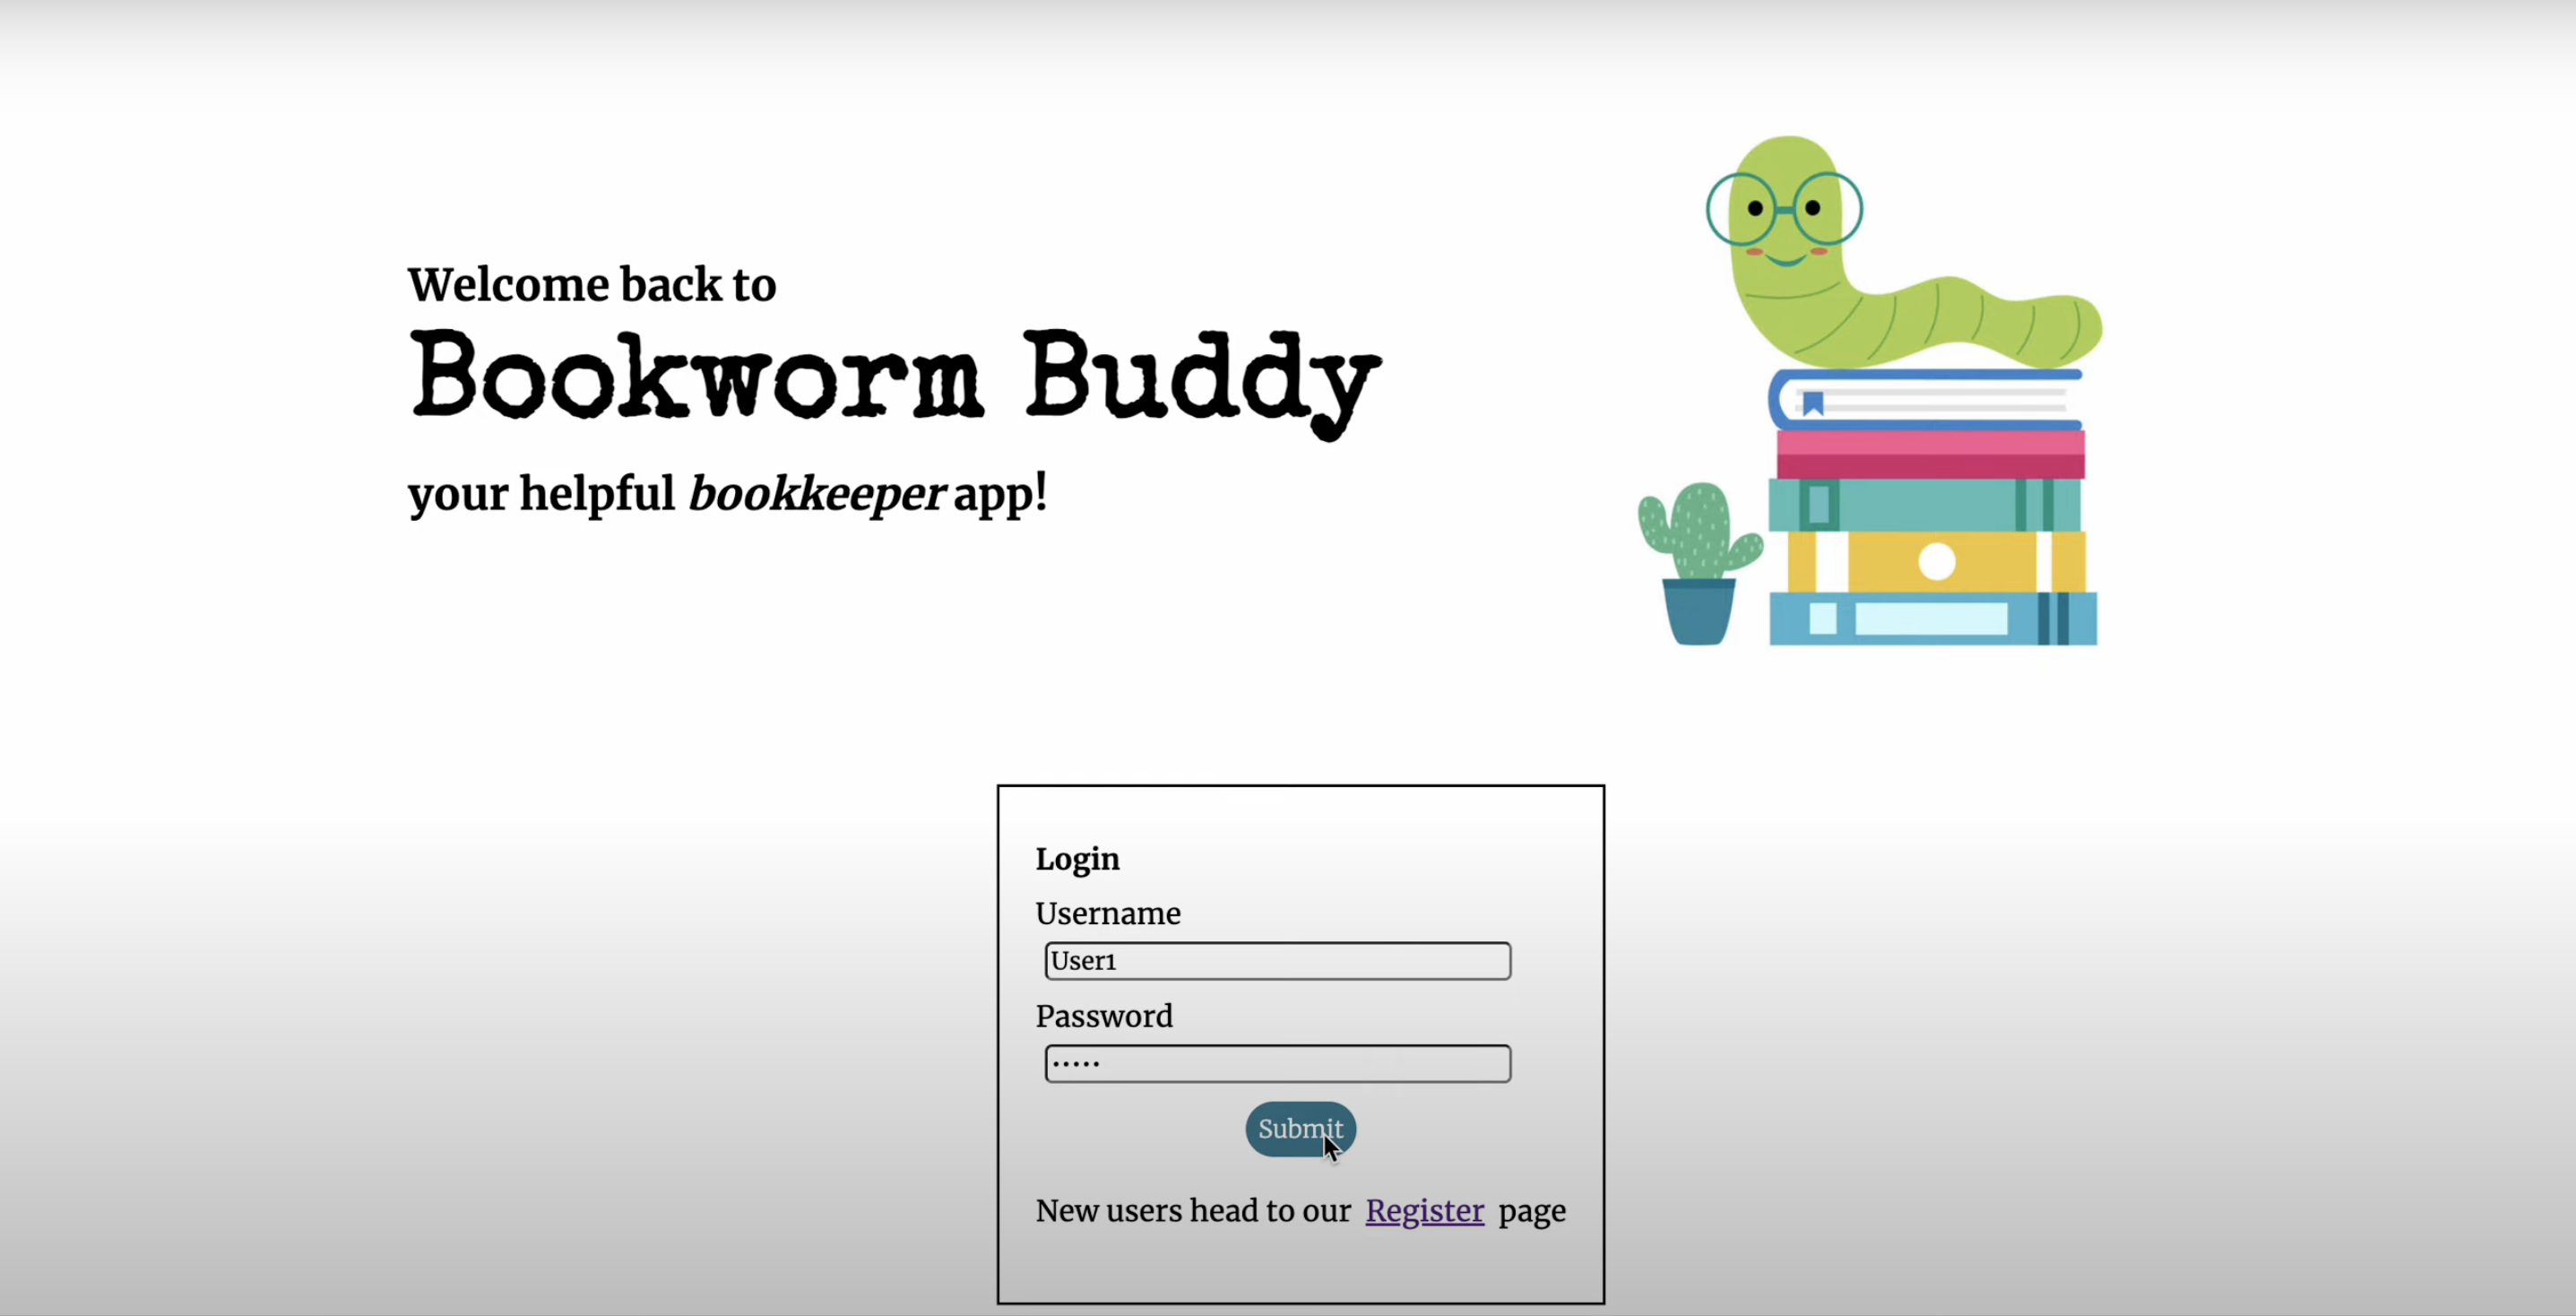 Welcome back to
Bookworm Buddy
your helpful bookkeeper app!
Login
Username
User1
Password
•••••
Submit
New users head to our Register page